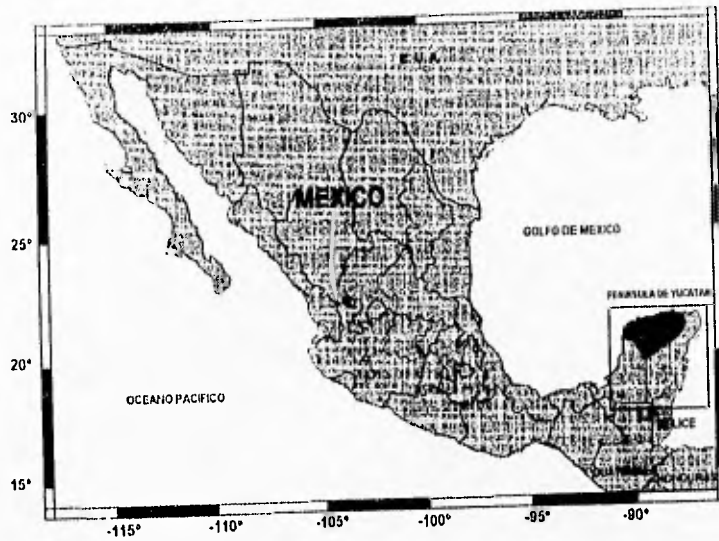 E.U.A.
30°
MEXICO
25°
GOLFO DE MEXICO
PENINSULA DE YUCATAN
20°
OCEANO PACIFICO
BELICE
15°
-115°
-110°
-105°
-100°
-95°
-90°